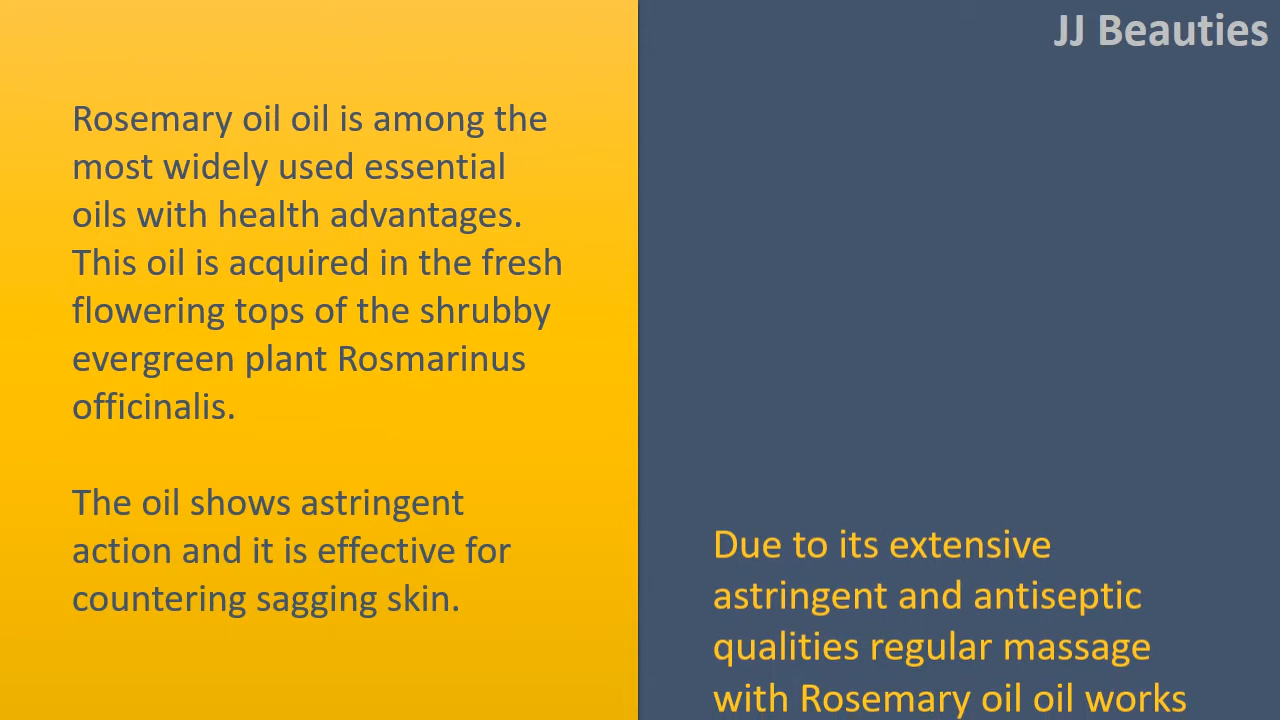 JJ Beauties
Rosemary oil oil is among the
most widely used essential
oils with health advantages.
This oil is acquired in the fresh
flowering tops of the shrubby
evergreen plant Rosmarinus
officinalis.
The oil shows astringent
action and it is effective for
countering sagging skin.
Due to its extensive
astringent and antiseptic
qualities regular massage
with Rosemary oil oil works